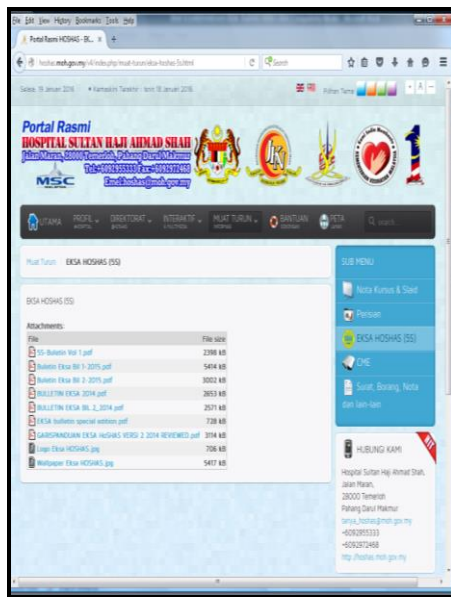 File Edit View History Bookmarks Tools Help
Portal Rasmi HOSHAS - EK... × +
hoshas.moh.gov.my/v4/index.php/muat-turun/eksa-hoshas-5s.html
Search
Selasa, 19 Januari 2016
Portal Rasmi
HOSPITAL SULTAN HAJI AHMAD SHAH
Jalan Maran, 28000 Temerloh, Pahang Darul Makmur
Tel:+6092955333 Fax:+6092972468
Emel:hoshas@moh.gov.my
MSC
UTAMA PROFIL DIREKTORAT INTERAKTIF MUAT TURUN BANTUAN PETA search...
Muat Turun EKSA HOSHAS (5S)
EKSA HOSHAS (5S)
Attachments:
File File size
5S-Buletin Vol 1.pdf 2398 kB
Buletin Eksa Bil 1- 2015.pdf 5414 kB
Buletin Eksa Bil 2- 2015.pdf 3002 kB
BULLETIN EKSA 2014.pdf 2653 kB
BULLETIN EKSA BIL 2_2014.pdf 2571 kB
EKSA bulletin special edition.pdf 728 kB
GARISPANDUAN EKSA HoSHAS VERSI 2 2014 REVIEWED.pdf 3114 kB
Logo Eksa HOSHAS.jpg 706 kB
Wallpaper Eksa HOSHAS.jpg 5417 kB
SUB MENU
Nota Kursus & Slaid
Perisian
EKSA HOSHAS (5S)
CME
Surat, Borang, Nota
dan lain-lain
HUBUNGI KAMI
Hospital Sultan Haji Ahmad Shah,
Jalan Maran,
28000 Temerloh
Pahang Darul Makmur
tanya_hoshas@moh.gov.my
+6092955333
+6092972468
http://hoshas.moh.gov.my